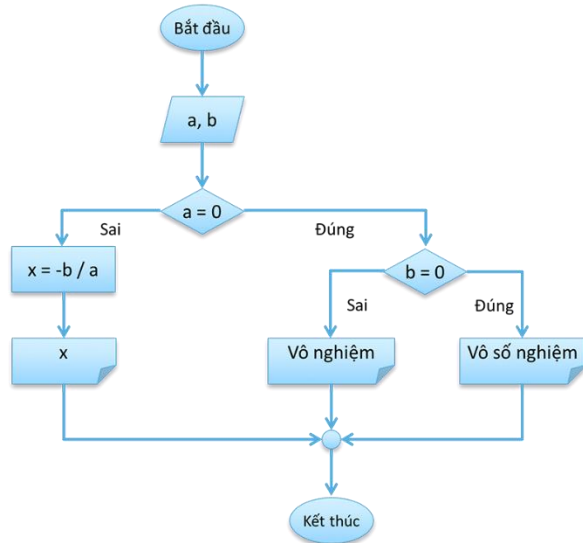 Bắt đầu
a, b
a = 0
Sai
Đúng
x = -b / a
b = 0
Sai
Đúng
x
Vô nghiệm
Vô số nghiệm
Kết thúc